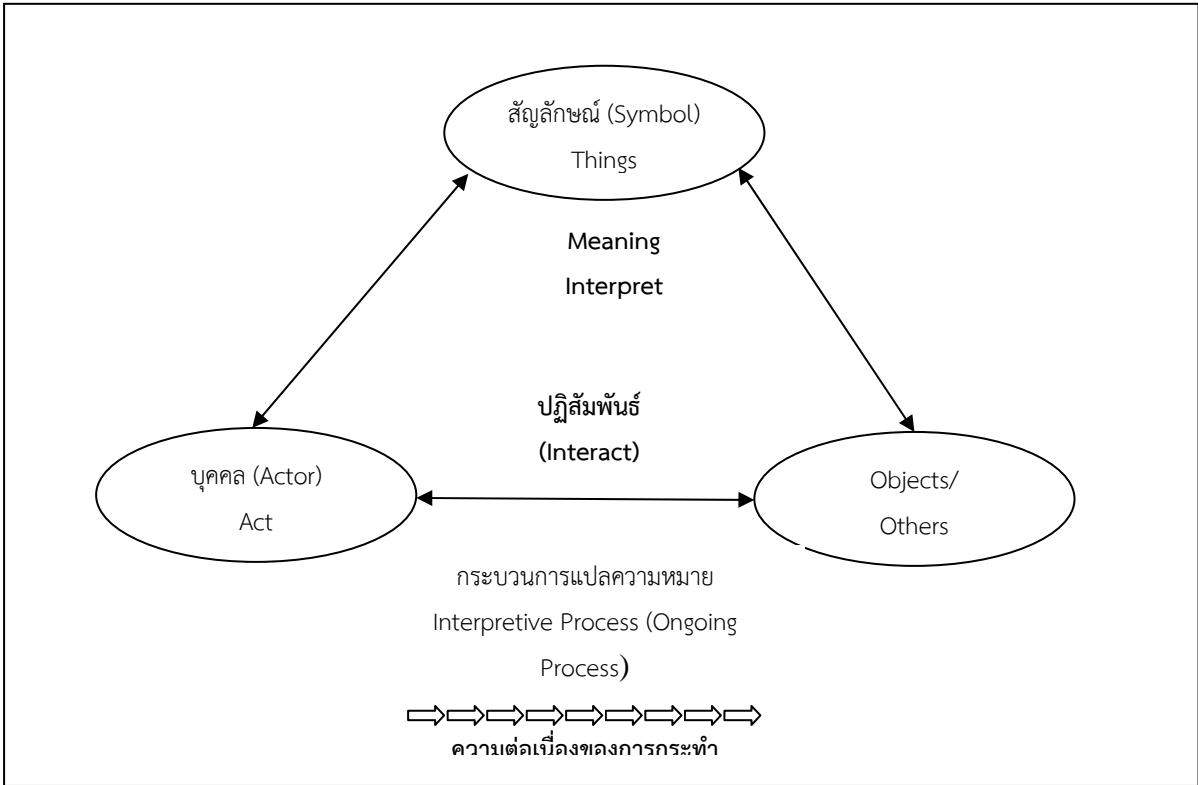 สัญลักษณ์ (Symbol)
Things
Meaning
Interpret
ปฏิสัมพันธ์
(Interact)
บุคคล (Actor)
Act
Objects/
Others
กระบวนการแปลความหมาย
Interpretive Process (Ongoing
Process)
ความต่อเนื่องของการกระทำ